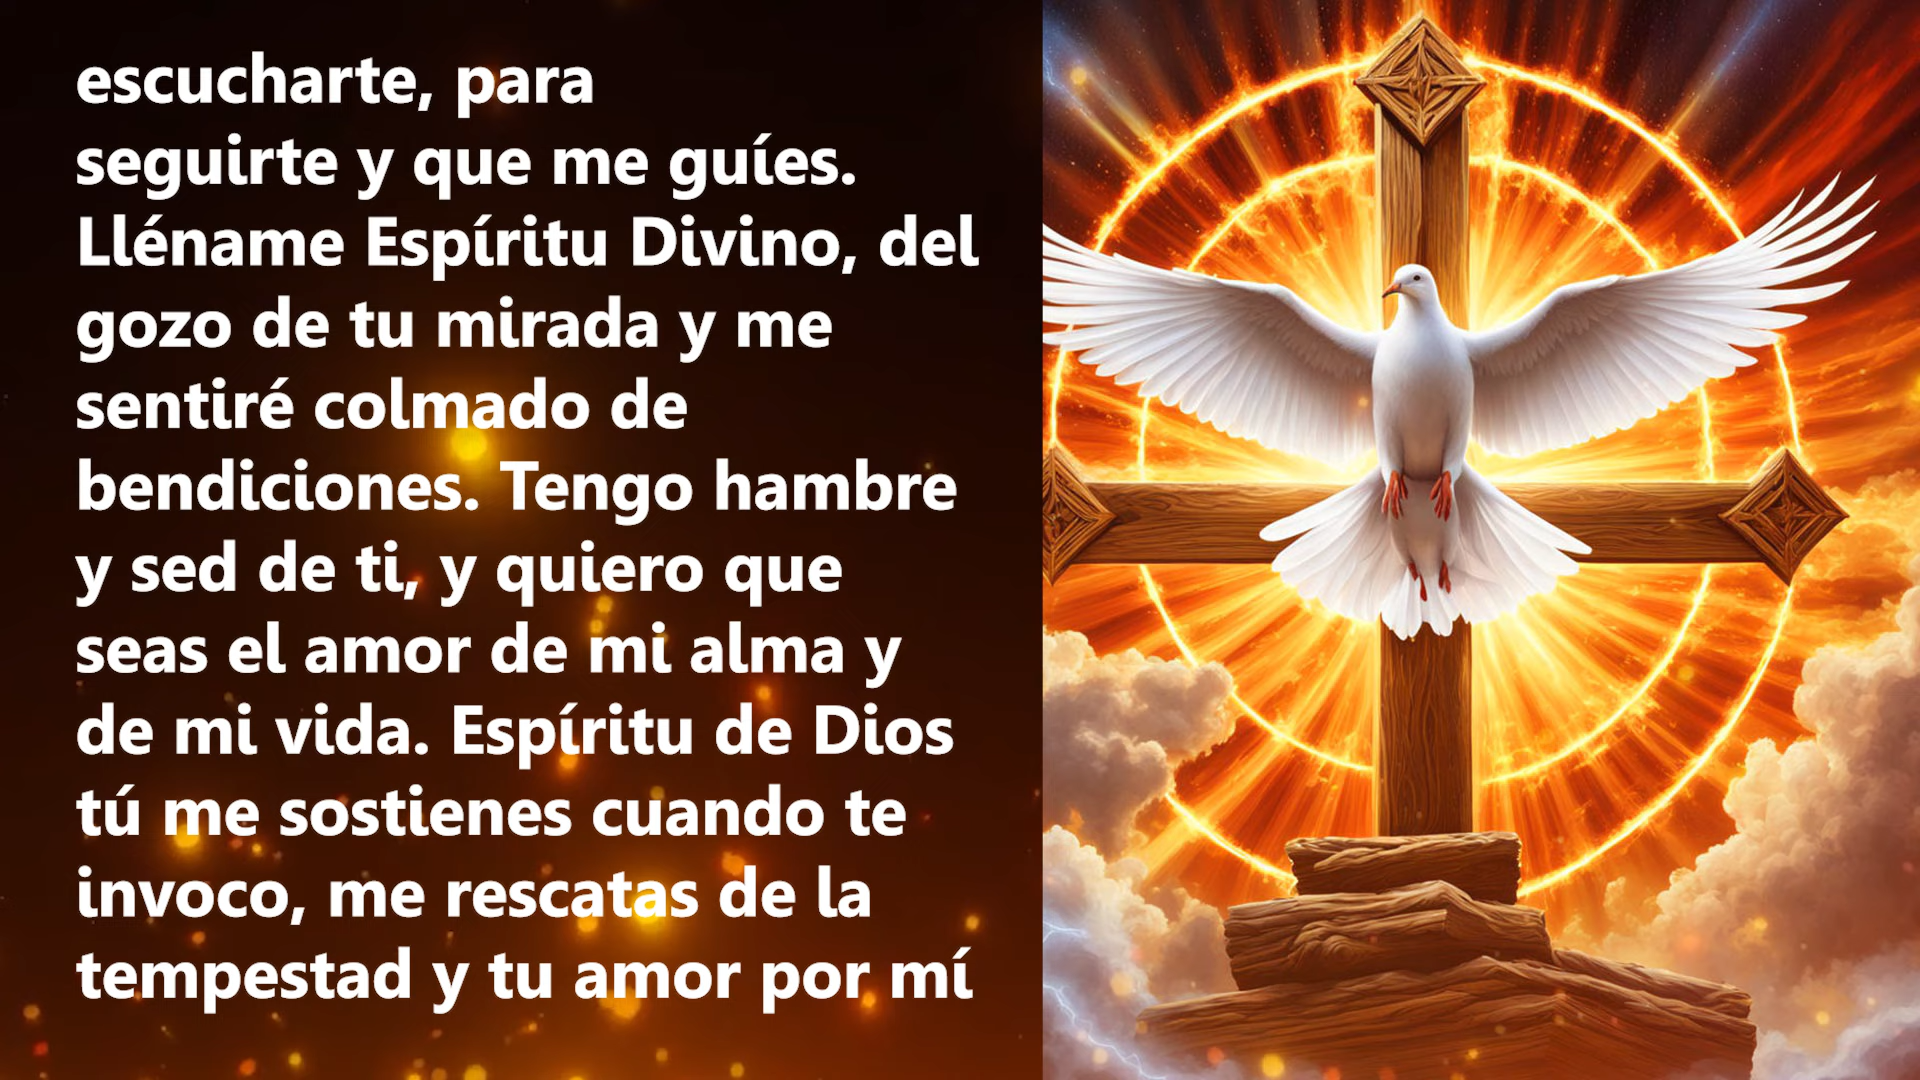 escucharte, para
seguirte y que me guíes.
Lléname Espíritu Divino, del
gozo de tu mirada y me
sentiré colmado de
bendiciones. Tengo hambre
y sed de ti, y quiero que
seas el amor de mi alma y
de mi vida. Espíritu de Dios
tú me sostienes cuando te
invoco, me rescatas de la
tempestad y tu amor por mí